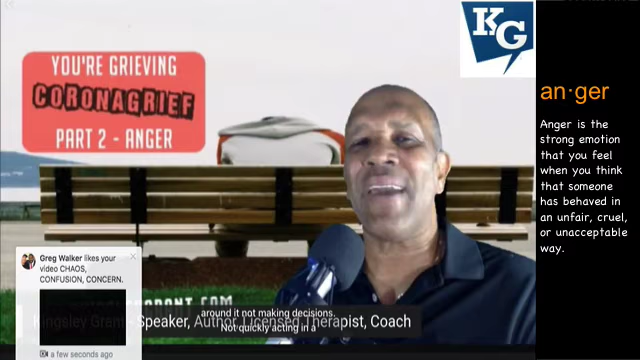 YOU'RE GRIEVING
CORONAGRIEF
PART 2 - ANGER
KG
an·ger
Anger is the
strong emotion
that you feel
when you think
that someone
has behaved in
an unfair, cruel,
or unacceptable
way.
Greg Walker likes your
video CHAOS,
CONFUSION, CONCERN.
a few seconds ago
around it not making decisions.
Kingsley Grant - Speaker, Author, Licensed Therapist, Coach
Not quickly acting in a